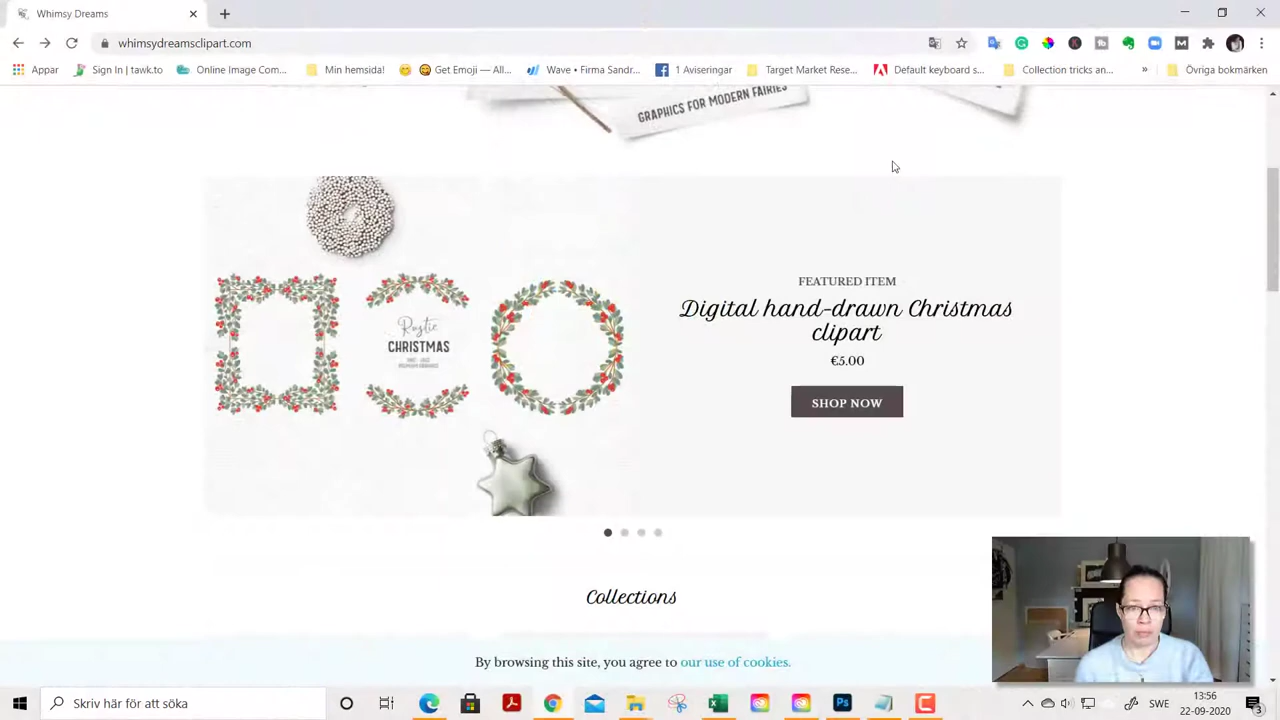 Whimsy Dreams
whimsydreamsclipart.com
Appar
Sign In | tawk.to
Online Image Com...
Min hemsida!
Get Emoji — All...
Wave • Firma Sandr...
1 Aviseringar
Target Market Rese...
Default keyboard s...
Collection tricks an...
»
Övriga bokmärken
GRAPHICS FOR MODERN FAIRIES
FEATURED ITEM
Digital hand-drawn Christmas
clipart
€5.00
SHOP NOW
Rustic
CHRISTMAS
Collections
By browsing this site, you agree to our use of cookies.
Skriv här för att söka
SWE
13:56
22-09-2020
3